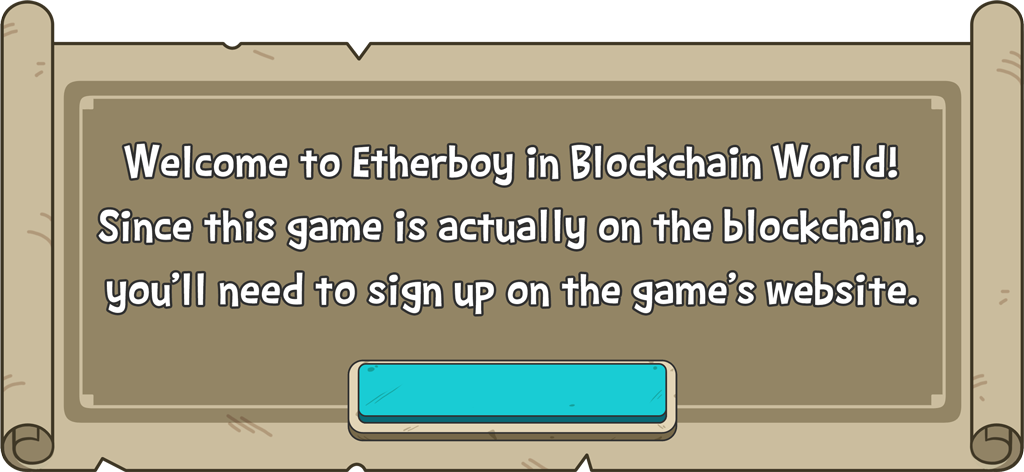 Welcome to Etherboy in Blockchain World!
Since this game is actually on the blockchain,
you'll need to sign up on the game's website.